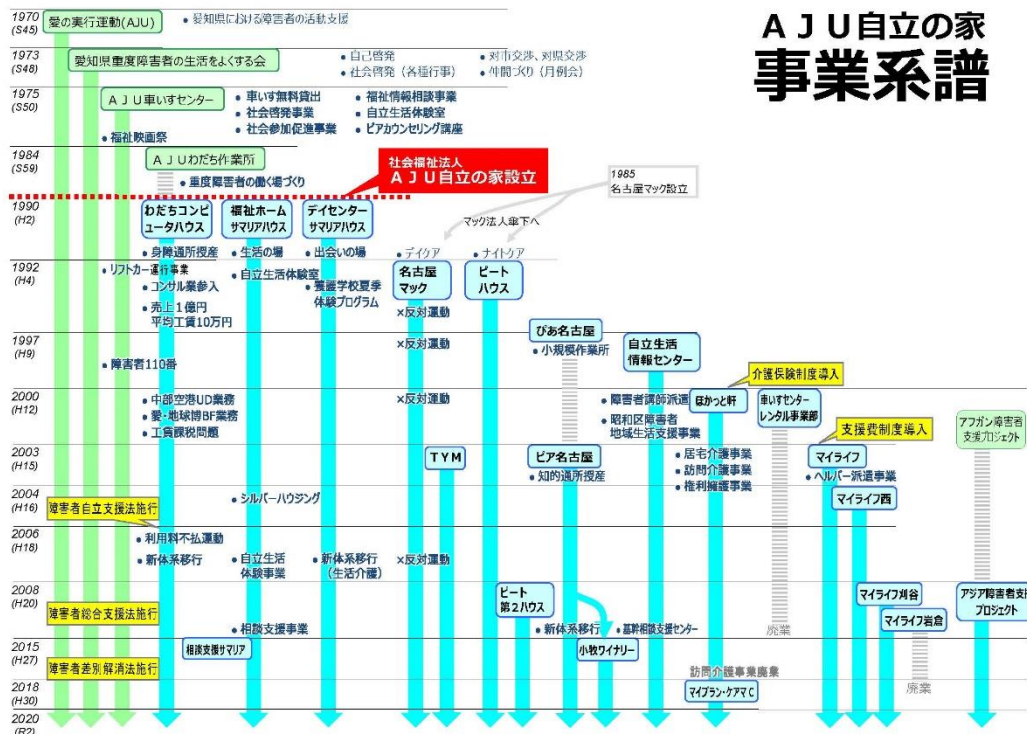 AJU自立の家
事業系譜
1970
(S45)
愛の実行運動(AJU)
● 愛知県における障害者の活動支援
1973
(S48)
愛知県重度障害者の生活をよくする会
● 自己啓発
● 社会啓発（各種行事）
● 対市交渉、対県交渉
● 仲間づくり（月例会）
1975
(S50)
AJU車いすセンター
● 車いす無料貸出
● 社会啓発事業
● 社会参加促進事業
● 福祉情報相談事業
● 自立生活体験室
● ピアカウンセリング講座
● 福祉映画祭
1984
(S59)
AJUわだち作業所
● 重度障害者の働く場づくり
社会福祉法人
AJU自立の家設立
1985
名古屋マック設立
マック法人傘下へ
1990
(H2)
わだちコンピ
ュータハウス
福祉ホーム
サマリアハウス
デイセンター
サマリアハウス
● 身障通所授産
● 生活の場
● 出会いの場
● デイケア
● ナイトケア
1992
(H4)
● リフトカー運行事業
● コンサル業参入
● 売上1億円
平均工賃10万円
● 自立生活体験室
● 養護学校夏季
体験プログラム
名古屋
マック
ピート
ハウス
×反対運動
ぴあ名古屋
● 小規模作業所
1997
(H9)
×反対運動
自立生活
情報センター
● 障害者110番
介護保険制度導入
2000
(H12)
● 中部空港UD業務
● 愛・地球博BF業務
● 工賃課税問題
×反対運動
● 障害者講師派遣
● 昭和区障害者
地域生活支援事業
ほかっと軒
車いすセンター
レンタル事業部
支援費制度導入
アフガン障害者
支援プロジェクト
2003
(H15)
TYM
ピア名古屋
● 知的通所授産
● 居宅介護事業
● 訪問介護事業
● 権利擁護事業
マイライフ
● ヘルパー派遣事業
2004
(H16)
障害者自立支援法施行
● シルバーハウジング
マイライフ西
2006
(H18)
● 利用料不払運動
● 新体系移行
● 自立生活
体験事業
● 新体系移行
（生活介護）
×反対運動
2008
(H20)
障害者総合支援法施行
ピート
第2ハウス
マイライフ刈谷
マイライフ岩倉
アジア障害者支援
プロジェクト
● 相談支援事業
● 新体系移行
● 基幹相談支援センター
廃業
2015
(H27)
障害者差別解消法施行
相談支援サマリア
小牧ワイナリー
訪問介護事業廃業
2018
(H30)
マイプラン・ケアマC
廃業
2020
(R2)